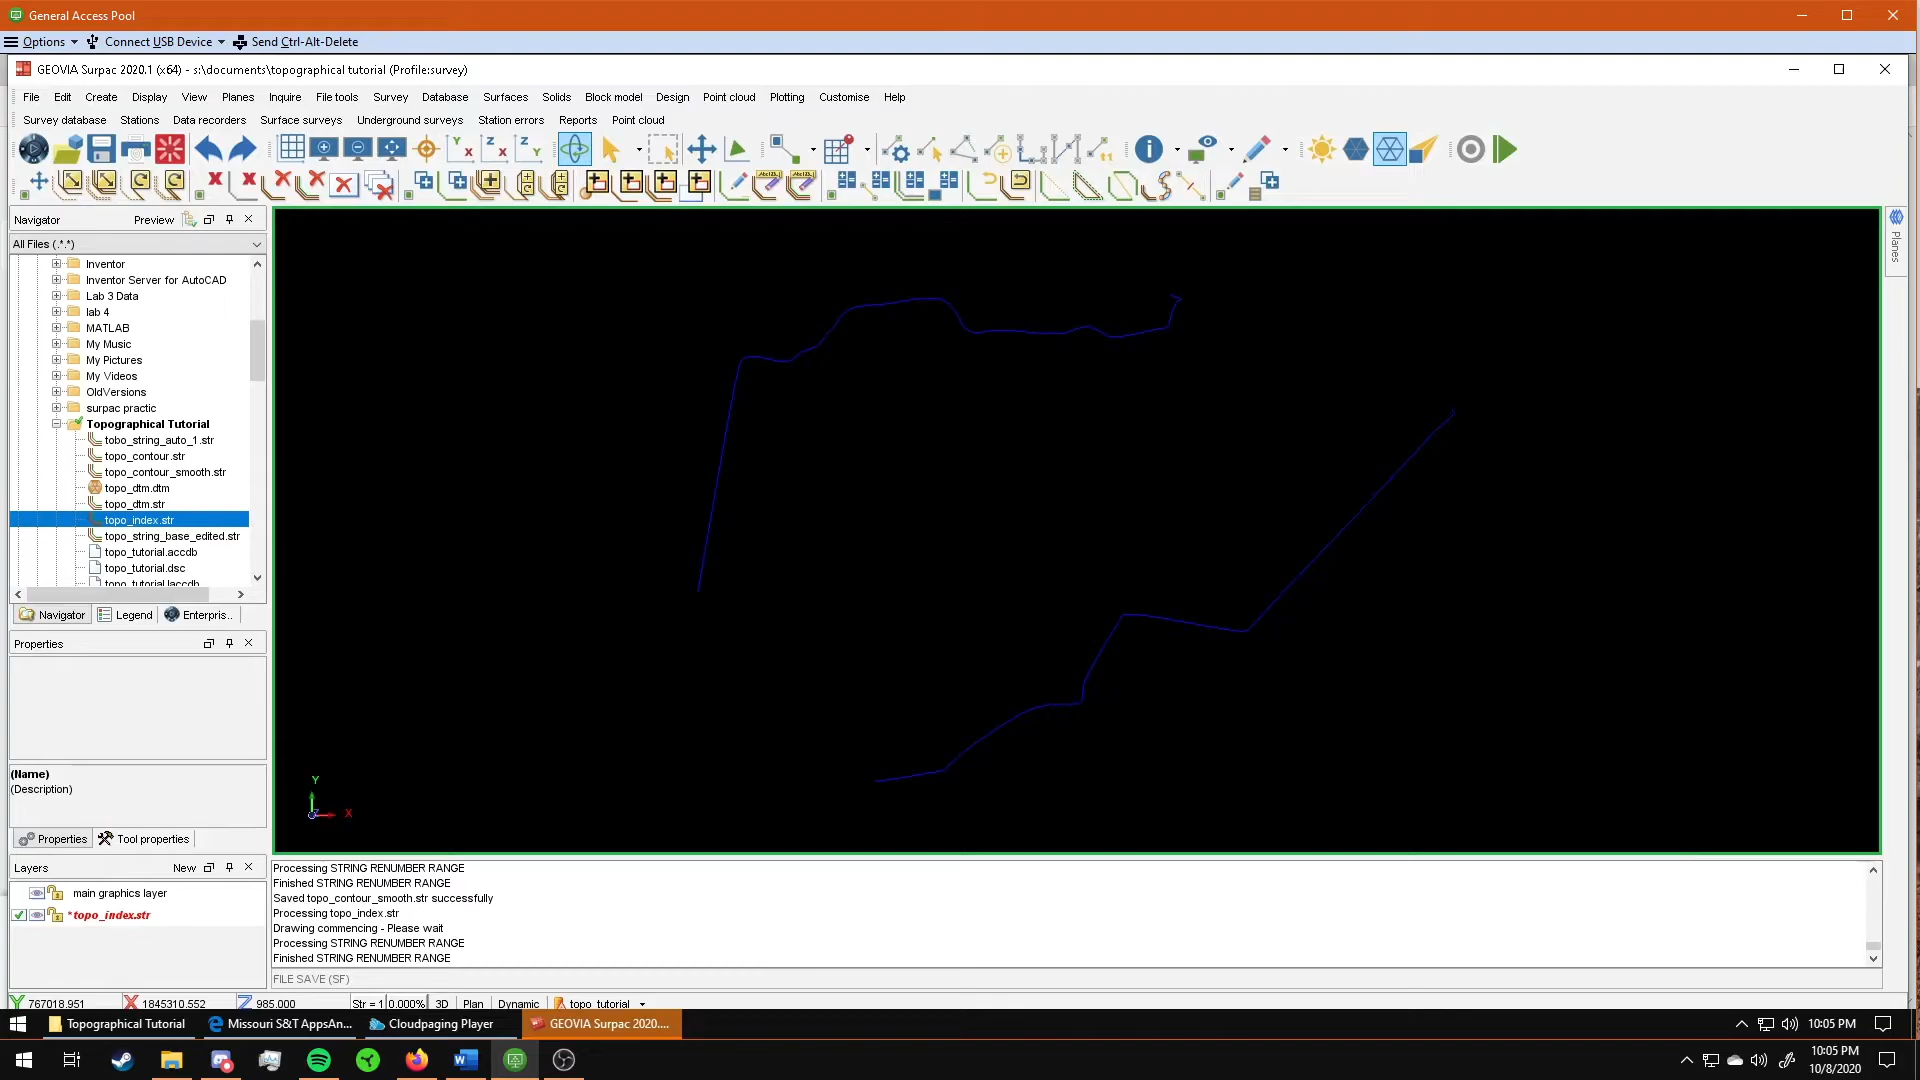 General Access Pool
Options Connect USB Device Send Ctrl-Alt-Delete
GEOVIA Surpac 2020.1 (x64) - s:\documents\topographical tutorial (Profile:survey)
File Edit Create Display View Planes Inquire File tools Survey Database Surfaces Solids Block model Design Point cloud Plotting Customise Help
Survey database Stations Data recorders Surface surveys Underground surveys Station errors Reports Point cloud
Navigator Preview
All Files (.*.*)
Inventor
Inventor Server for AutoCAD
Lab 3 Data
lab 4
MATLAB
My Music
My Pictures
My Videos
OldVersions
surpac practic
Topographical Tutorial
tobo_string_auto_1.str
topo_contour.str
topo_contour_smooth.str
topo_dtm.dtm
topo_dtm.str
topo_index.str
topo_string_base_edited.str
topo_tutorial.accdb
topo_tutorial.dsc
topo_tutorial.laccdb
Navigator Legend Enterpris..
Properties
(Name)
(Description)
Properties Tool properties
Layers New
main graphics layer
*topo_index.str
Planes
Y
X
Z
Processing STRING RENUMBER RANGE
Finished STRING RENUMBER RANGE
Saved topo_contour_smooth.str successfully
Processing topo_index.str
Drawing commencing - Please wait
Processing STRING RENUMBER RANGE
Finished STRING RENUMBER RANGE
FILE SAVE (SF)
Y 767018.951 X 1845310.552 Z 985.000 Str = 1 0.000% 3D Plan Dynamic topo_tutorial
Topographical Tutorial Missouri S&T AppsAn... Cloudpaging Player GEOVIA Surpac 2020.... 10:05 PM
10:05 PM
10/8/2020